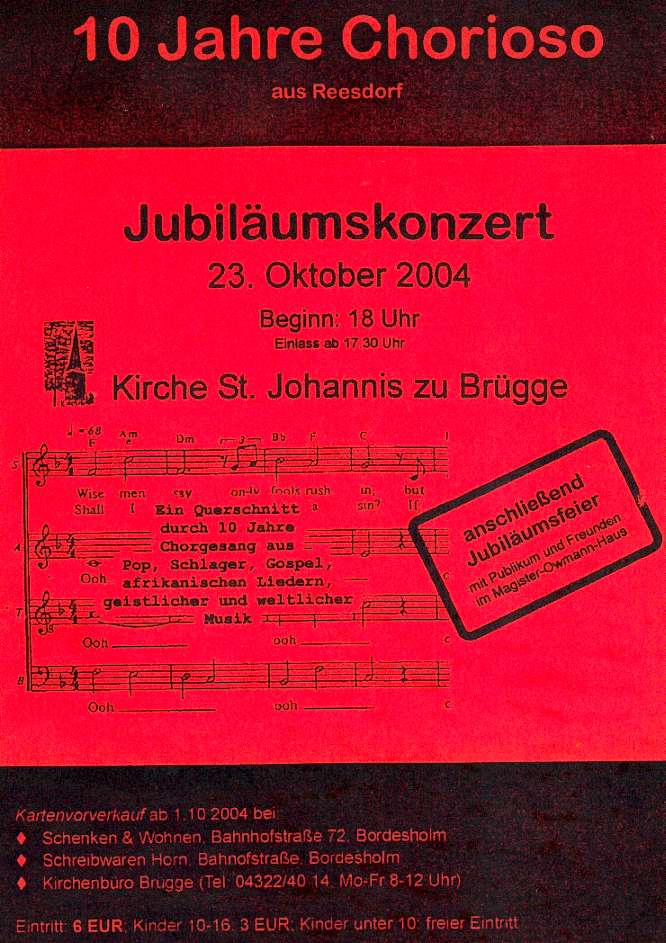 10 Jahre Chorioso
aus Reesdorf
Jubiläumskonzert
23. Oktober 2004
Beginn: 18 Uhr
Einlass ab 17 30 Uhr
Kirche St. Johannis zu Brügge
♩ = 68 Am Dm 3 Bb F C
F e
S
Wise men say on-ly fools rush in, but
Shall I a sin? If
Ein Querschnitt
durch 10 Jahre
Chorgesang aus
Pop, Schlager, Gospel,
afrikanischen Liedern,
geistlicher und weltlicher
Musik
A
Ooh
T
8
Ooh ooh c
B
Ooh ooh c
anschließend
Jubiläumsfeier
mit Publikum und Freunden
im Magister-Owmann-Haus
Kartenvorverkauf ab 1.10 2004 bei:
♦ Schenken & Wohnen, Bahnhofstraße 72, Bordesholm
♦ Schreibwaren Horn, Bahnofstraße, Bordesholm
♦ Kirchenbüro Brügge (Tel. 04322/40 14, Mo-Fr 8-12 Uhr)
Eintritt: 6 EUR; Kinder 10-16: 3 EUR; Kinder unter 10: freier Eintritt